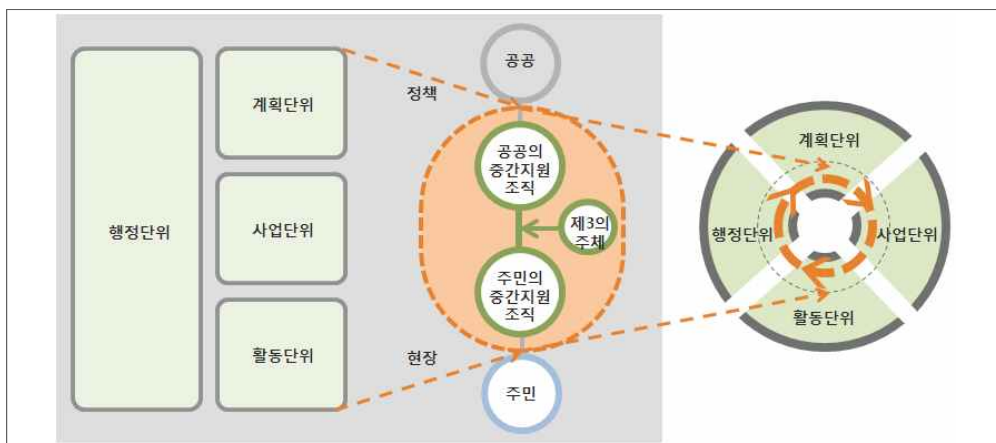 행정단위
계획단위
사업단위
활동단위
정책
현장
공공
공공의
중간지원
조직
제3의
주체
주민의
중간지원
조직
주민
계획단위
행정단위
사업단위
활동단위